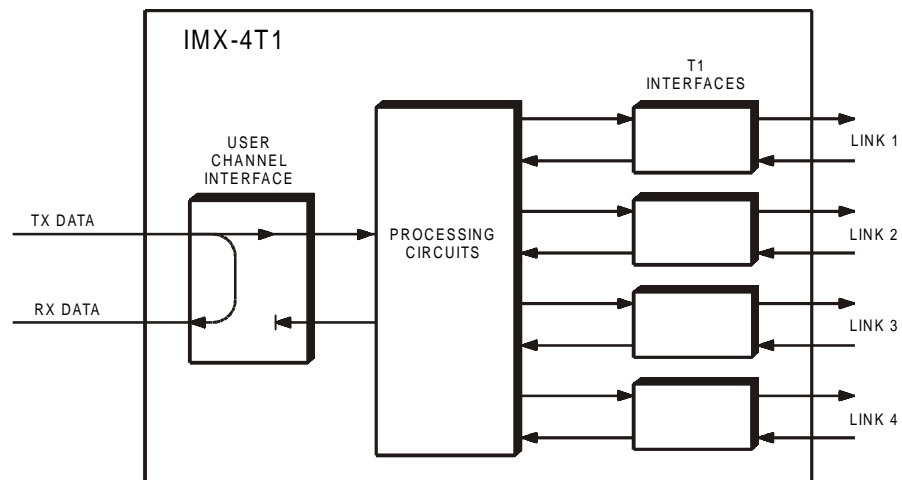 IMX-4T1
T1
INTERFACES
USER
CHANNEL
INTERFACE
LINK 1
TX DATA
PROCESSING
CIRCUITS
LINK 2
RX DATA
LINK 3
LINK 4